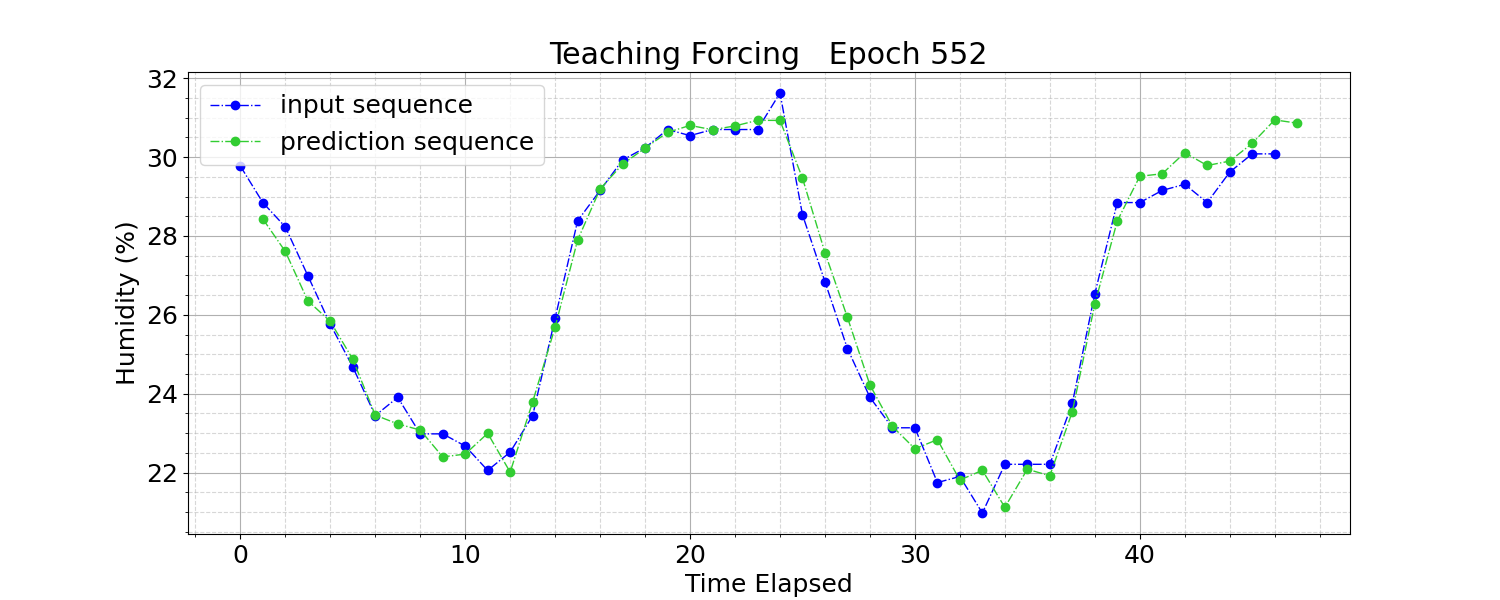 Teaching Forcing   Epoch 552
input sequence
prediction sequence
Humidity (%)
32
30
28
26
24
22
0 10 20 30 40
Time Elapsed